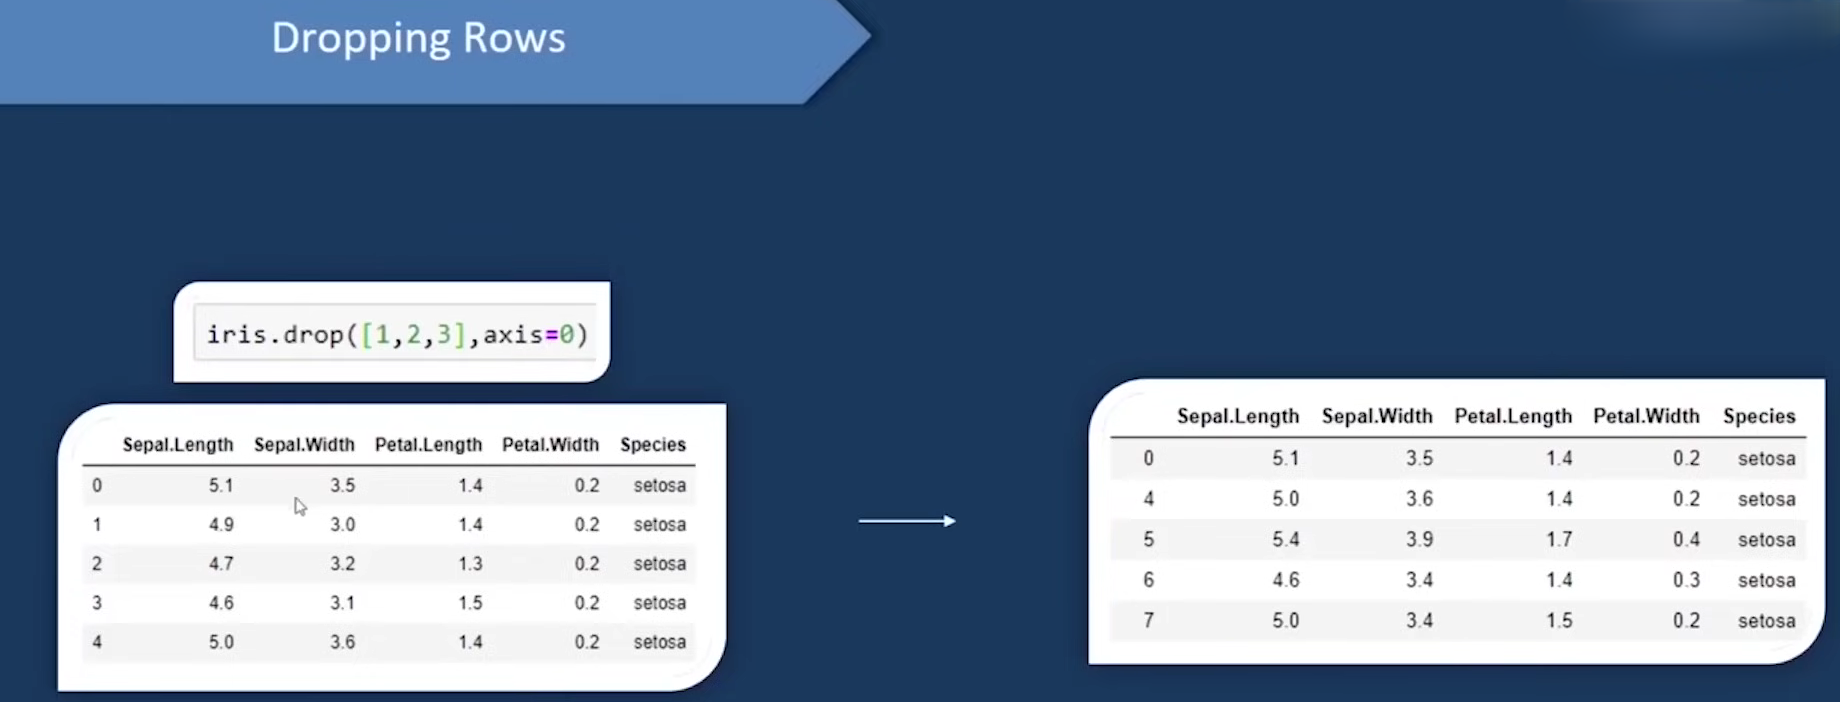 Dropping Rows
iris.drop([1,2,3],axis=0)
Sepal.Length Sepal.Width Petal.Length Petal.Width Species
0 5.1 3.5 1.4 0.2 setosa
1 4.9 3.0 1.4 0.2 setosa
2 4.7 3.2 1.3 0.2 setosa
3 4.6 3.1 1.5 0.2 setosa
4 5.0 3.6 1.4 0.2 setosa
Sepal.Length Sepal.Width Petal.Length Petal.Width Species
0 5.1 3.5 1.4 0.2 setosa
4 5.0 3.6 1.4 0.2 setosa
5 5.4 3.9 1.7 0.4 setosa
6 4.6 3.4 1.4 0.3 setosa
7 5.0 3.4 1.5 0.2 setosa